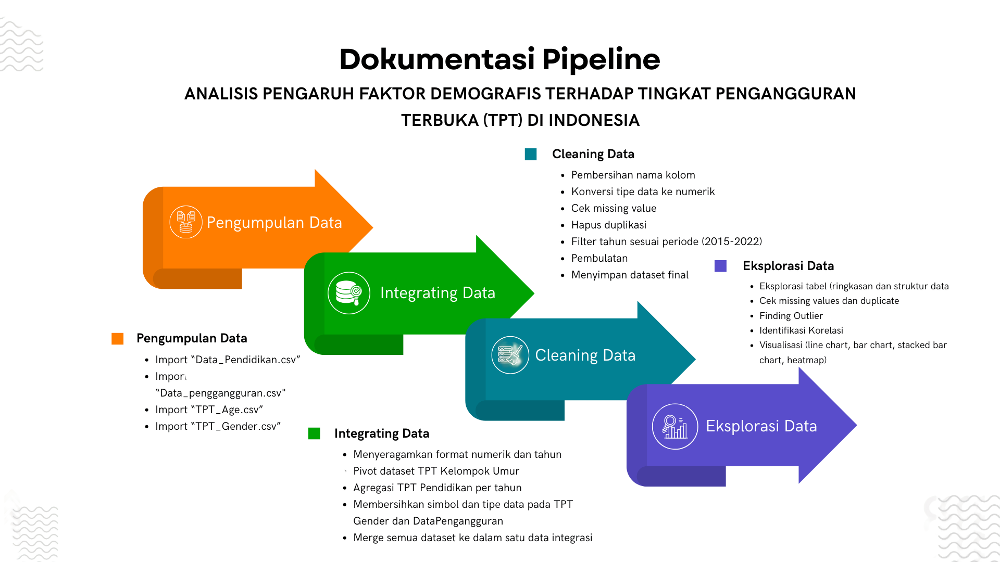 Dokumentasi Pipeline
ANALISIS PENGARUH FAKTOR DEMOGRAFIS TERHADAP TINGKAT PENGANGGURAN
TERBUKA (TPT) DI INDONESIA
Pengumpulan Data
Integrating Data
Cleaning Data
Eksplorasi Data
Pengumpulan Data
• Import “Data_Pendidikan.csv”
• Import
“Data_penggangguran.csv"
• Import “TPT_Age.csv”
• Import “TPT_Gender.csv”
Integrating Data
• Menyeragamkan format numerik dan tahun
Pivot dataset TPT Kelompok Umur
• Agregasi TPT Pendidikan per tahun
• Membersihkan simbol dan tipe data pada TPT
Gender dan DataPengangguran
• Merge semua dataset ke dalam satu data integrasi
Cleaning Data
• Pembersihan nama kolom
• Konversi tipe data ke numerik
• Cek missing value
• Hapus duplikasi
• Filter tahun sesuai periode (2015-2022)
• Pembulatan
• Menyimpan dataset final
Eksplorasi Data
• Eksplorasi tabel (ringkasan dan struktur data
• Cek missing values dan duplicate
• Finding Outlier
• Identifikasi Korelasi
• Visualisasi (line chart, bar chart, stacked bar
chart, heatmap)